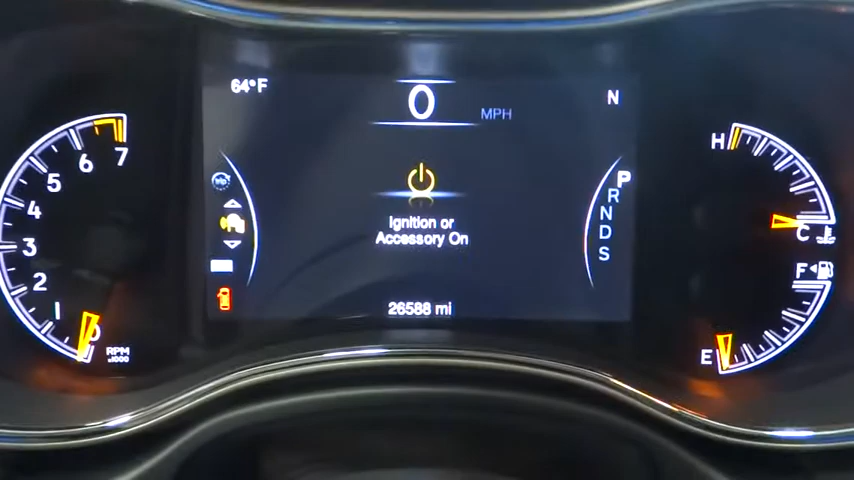 64°F
0
MPH
N
7
6
5
4
3
2
1
0
RPM
x1000
trip
Ignition or
Accessory On
26588 mi
P
R
N
D
S
H
C
F
E